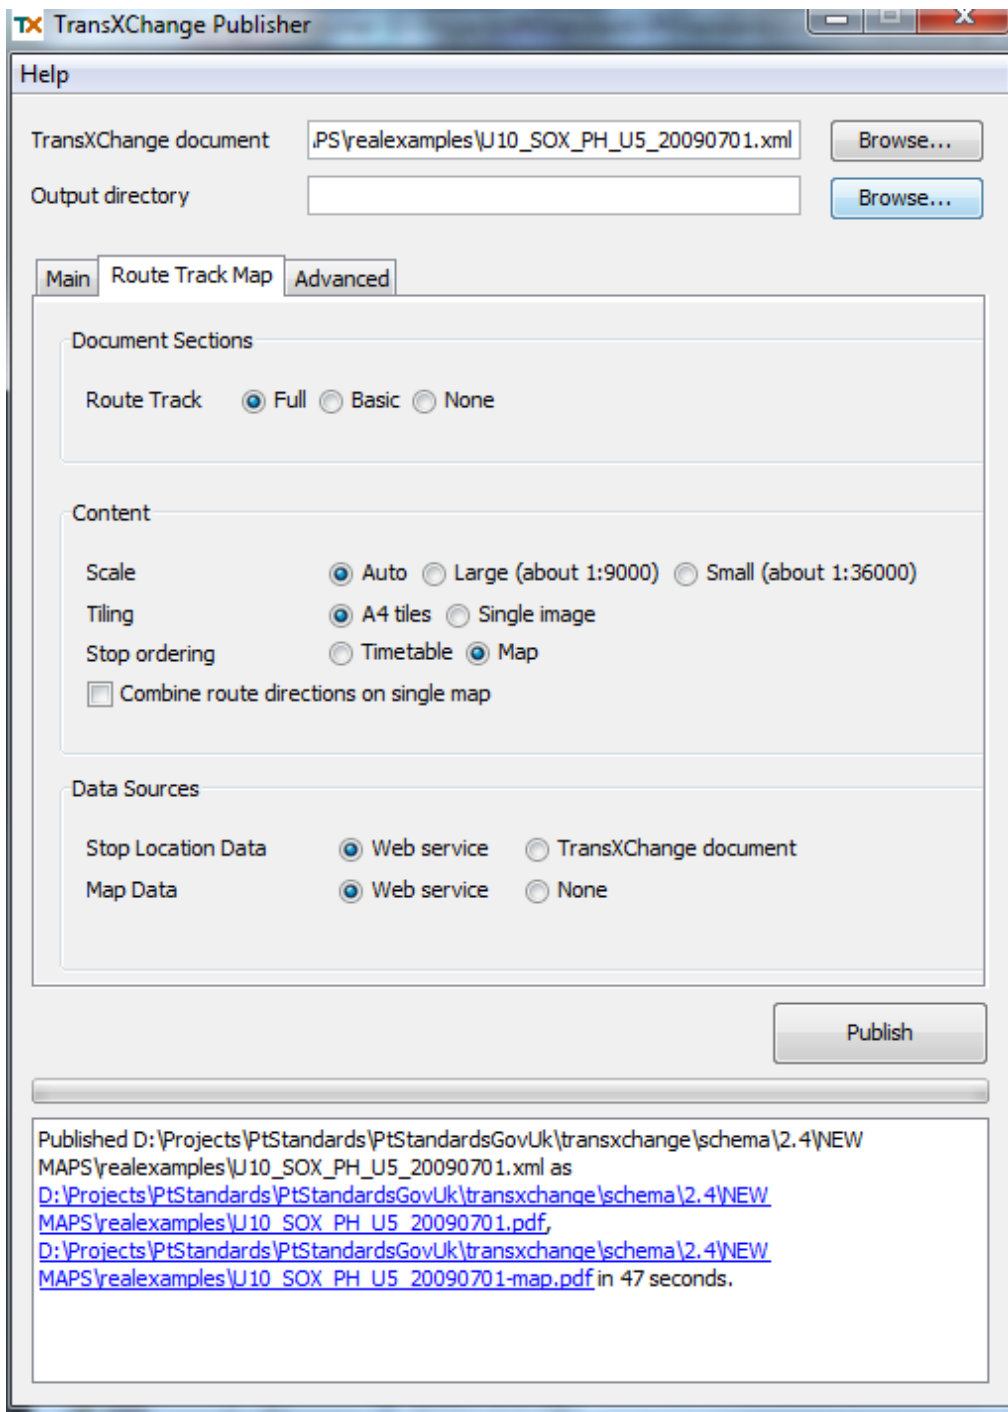 TX TransXChange Publisher
Help
TransXChange document .PS\realexamples\U10_SOX_PH_U5_20090701.xml Browse...
Output directory Browse...
Main Route Track Map Advanced
Document Sections
Route Track Full Basic None
Content
Scale Auto Large (about 1:9000) Small (about 1:36000)
Tiling A4 tiles Single image
Stop ordering Timetable Map
Combine route directions on single map
Data Sources
Stop Location Data Web service TransXChange document
Map Data Web service None
Publish
Published D:\Projects\PtStandards\PtStandardsGovUk\transxchange\schema\2.4\NEW
MAPS\realexamples\U10_SOX_PH_U5_20090701.xml as
D:\Projects\PtStandards\PtStandardsGovUk\transxchange\schema\2.4\NEW
MAPS\realexamples\U10_SOX_PH_U5_20090701.pdf,
D:\Projects\PtStandards\PtStandardsGovUk\transxchange\schema\2.4\NEW
MAPS\realexamples\U10_SOX_PH_U5_20090701-map.pdf in 47 seconds.